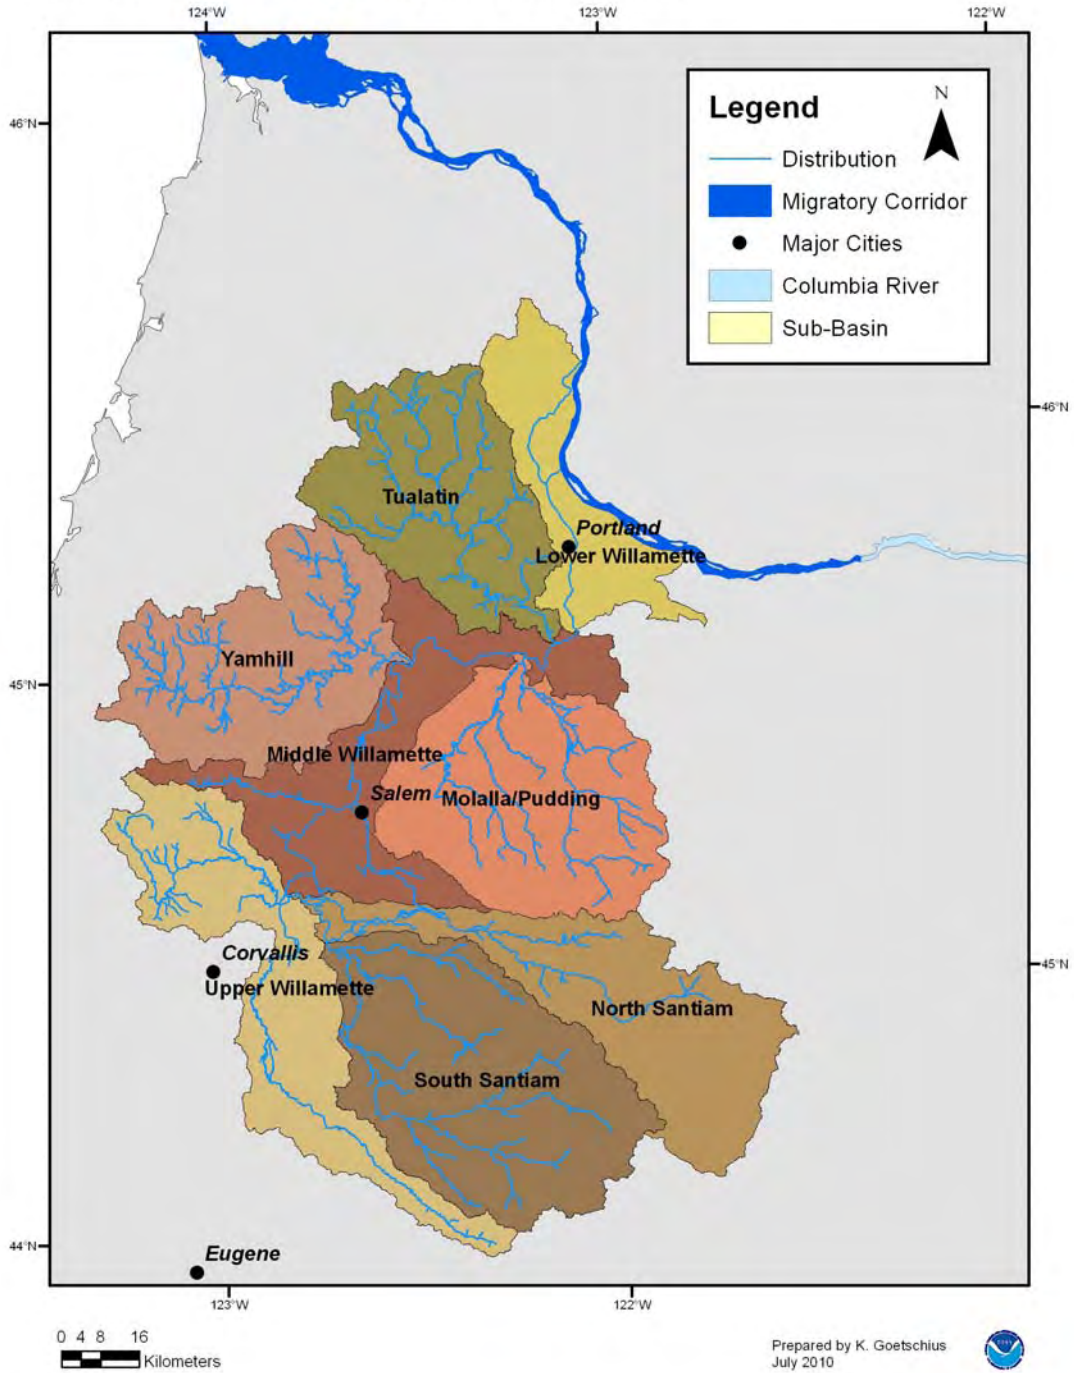 124°W
123°W
122°W
46°N
Legend
N
Distribution
Migratory Corridor
Major Cities
Columbia River
Sub-Basin
46°N
Tualatin
Portland
Lower Willamette
Yamhill
45°N
Middle Willamette
Salem
Molalla/Pudding
Corvallis
45°N
Upper Willamette
North Santiam
South Santiam
44°N
Eugene
123°W
122°W
0 4 8 16
Kilometers
Prepared by K. Goetschius
July 2010